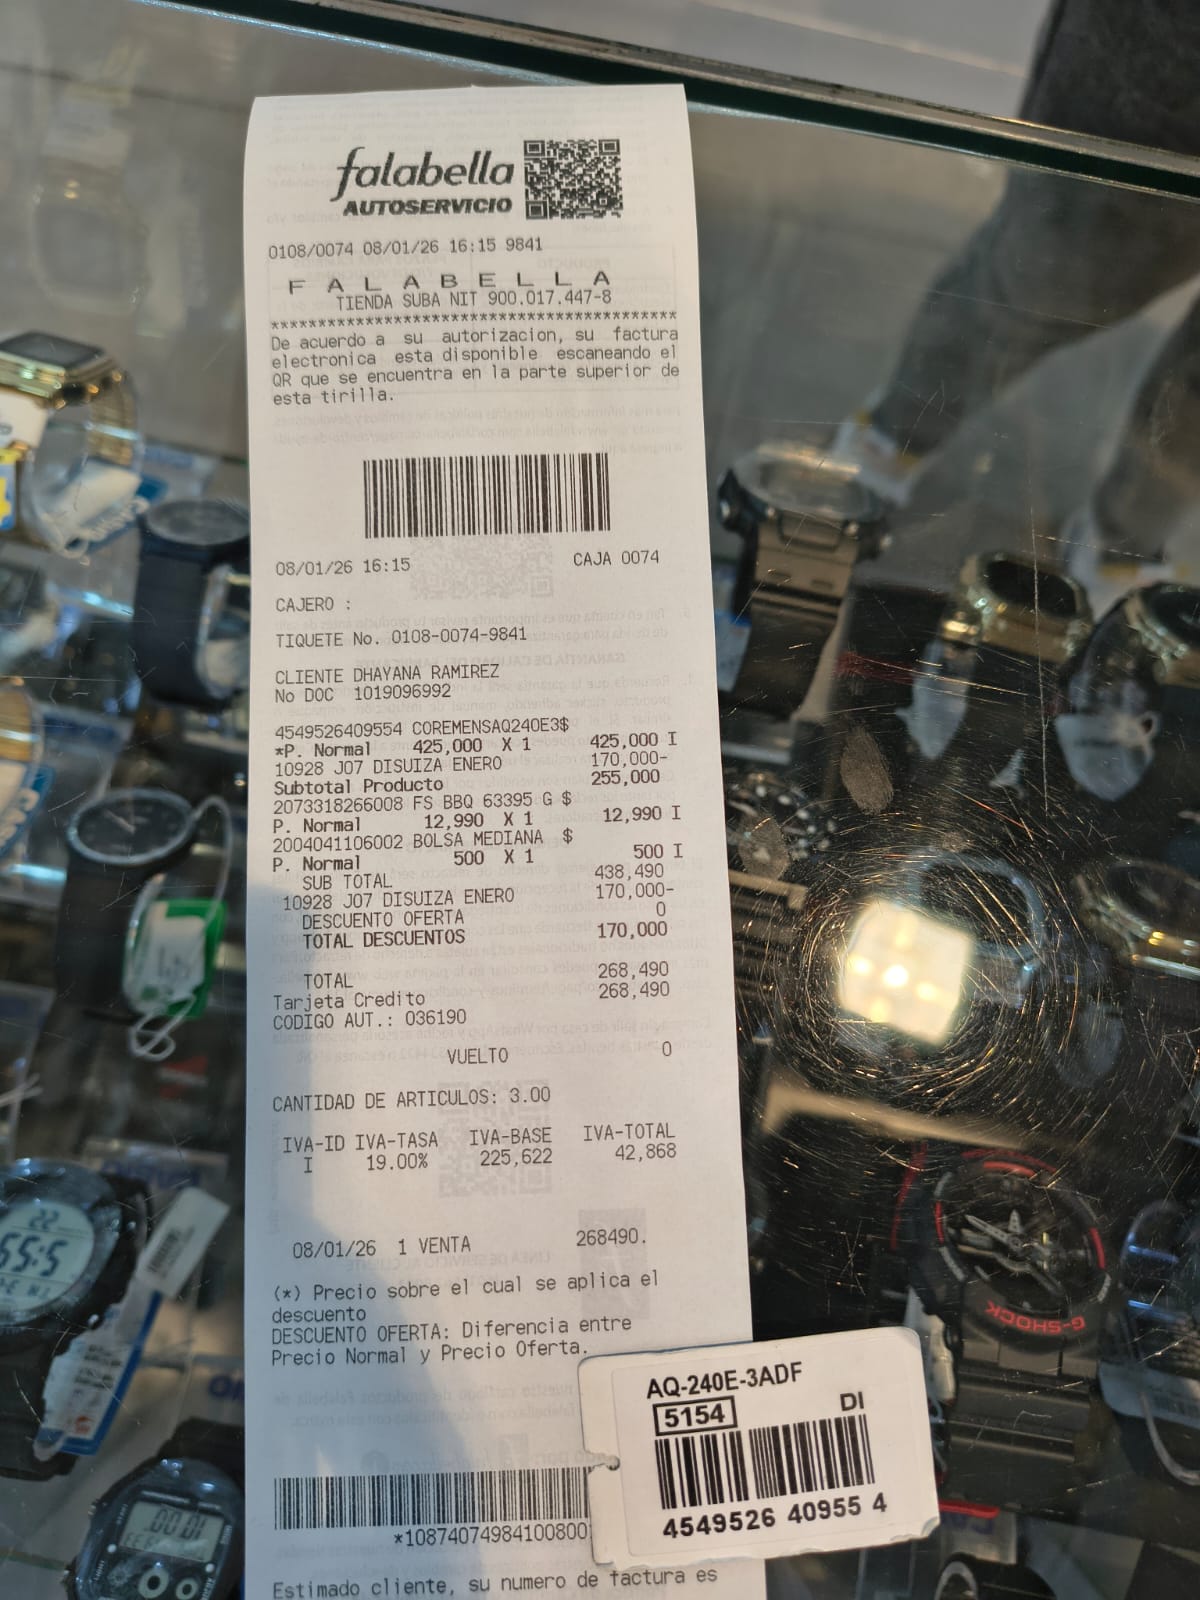 falabella
AUTOSERVICIO
0108/0074 08/01/26 16:15 9841
F A L A B E L L A
TIENDA SUBA NIT 900.017.447-8
*******************************************
De acuerdo a su autorizacion, su factura
electronica esta disponible escaneando el
QR que se encuentra en la parte superior de
esta tirilla.
08/01/26 16:15 CAJA 0074
CAJERO :
TIQUETE No. 0108-0074-9841
CLIENTE DHAYANA RAMIREZ
No DOC 1019096992
4549526409554 COREMENSAQ240E3$
*P. Normal 425,000 X 1 425,000 I
10928 J07 DISUIZA ENERO 170,000-
Subtotal Producto 255,000
2073318266008 FS BBQ 63395 G $
P. Normal 12,990 X 1 12,990 I
2004041106002 BOLSA MEDIANA $
P. Normal 500 X 1 500 I
SUB TOTAL 438,490
10928 J07 DISUIZA ENERO 170,000-
DESCUENTO OFERTA 0
TOTAL DESCUENTOS 170,000
TOTAL 268,490
Tarjeta Credito 268,490
CODIGO AUT.: 036190
VUELTO 0
CANTIDAD DE ARTICULOS: 3.00
IVA-ID IVA-TASA IVA-BASE IVA-TOTAL
I 19.00% 225,622 42,868
08/01/26 1 VENTA 268490.
(*) Precio sobre el cual se aplica el
descuento
DESCUENTO OFERTA: Diferencia entre
Precio Normal y Precio Oferta.
*10874074984100800
Estimado cliente, su numero de factura es
AQ-240E-3ADF
5154 DI
4549526 40955 4
G-SHOCK